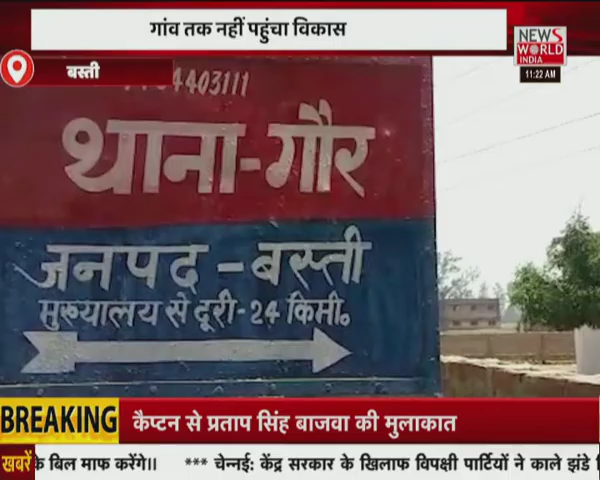 गांव तक नहीं पहुंचा विकास
NEWS
WORLD
INDIA
11:22 AM
बस्ती
4403111
थाना-गौर
जनपद-बस्ती
मुख्यालय से दूरी-24 किमी०
BREAKING
कैप्टन से प्रताप सिंह बाजवा की मुलाकात
खबरें
के बिल माफ करेंगे।। *** चेन्नई: केंद्र सरकार के खिलाफ विपक्षी पार्टियों ने काले झंडे